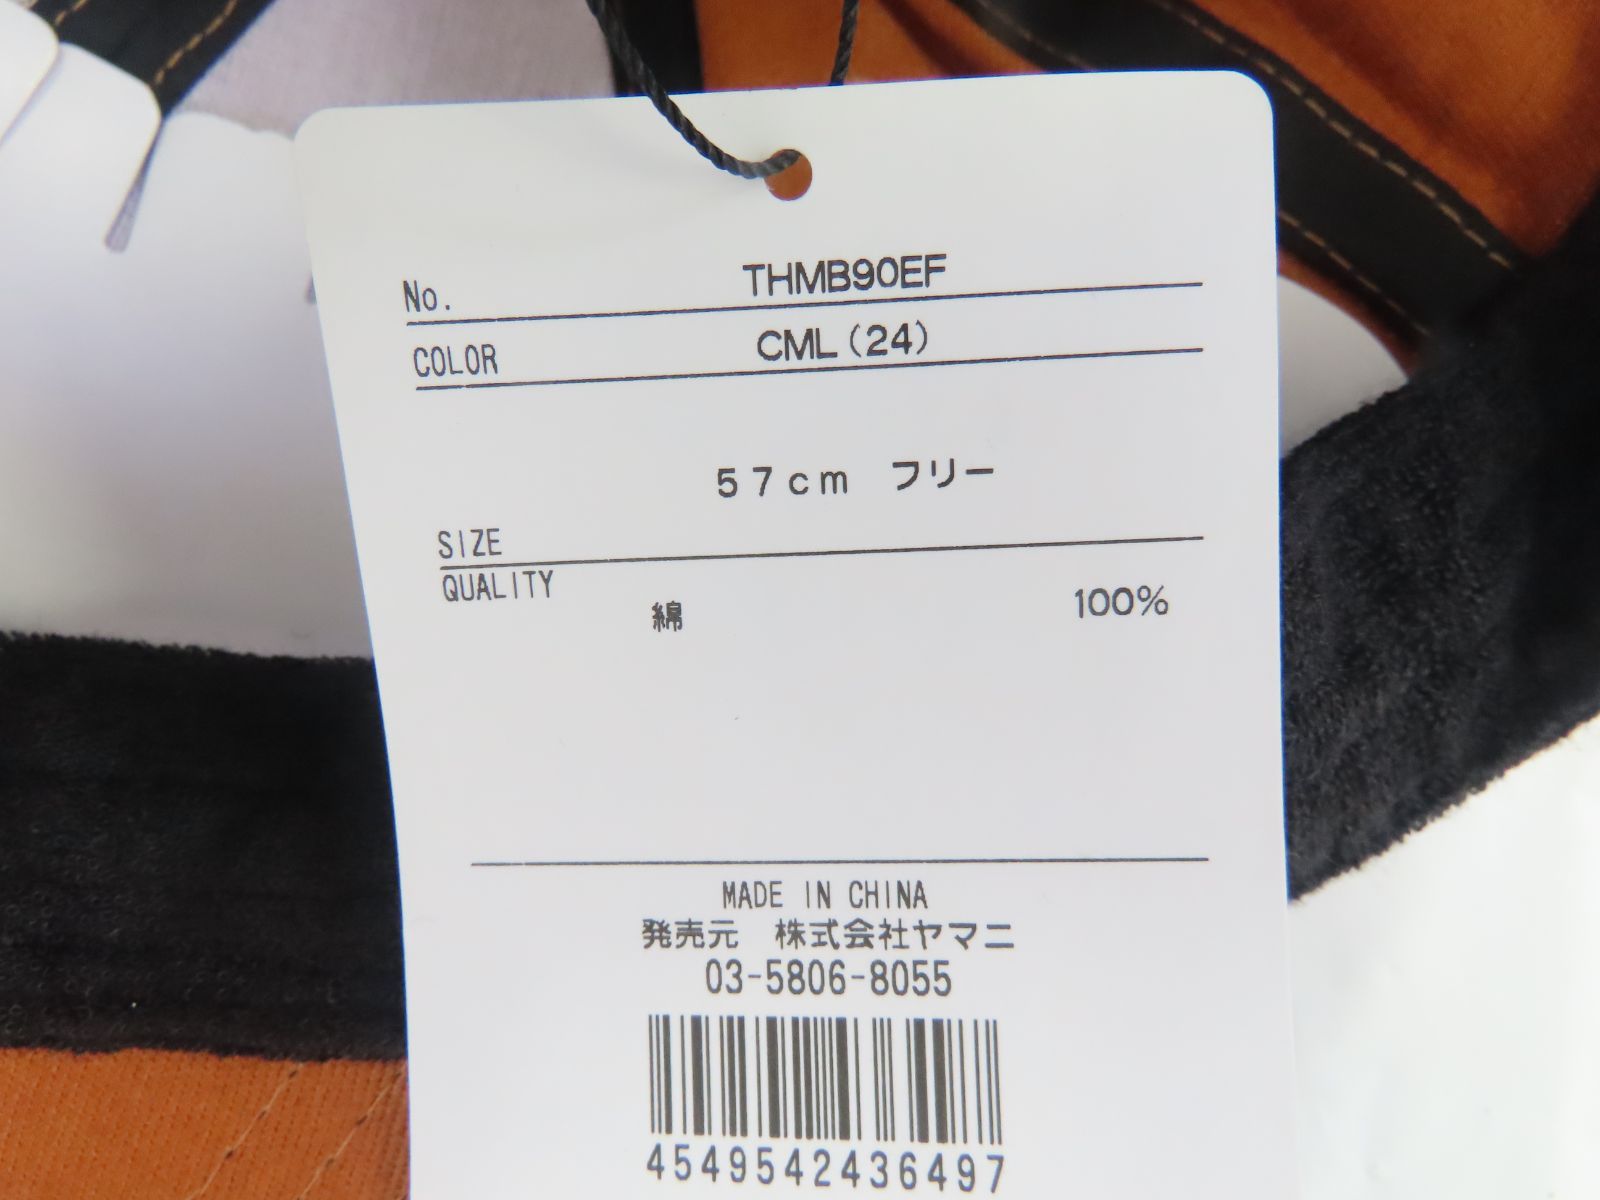 No. THMB90EF
COLOR CML(24)
57cm フリー
SIZE
QUALITY
綿 100%
MADE IN CHINA
発売元 株式会社ヤマニ
03-5806-8055
4549542436497